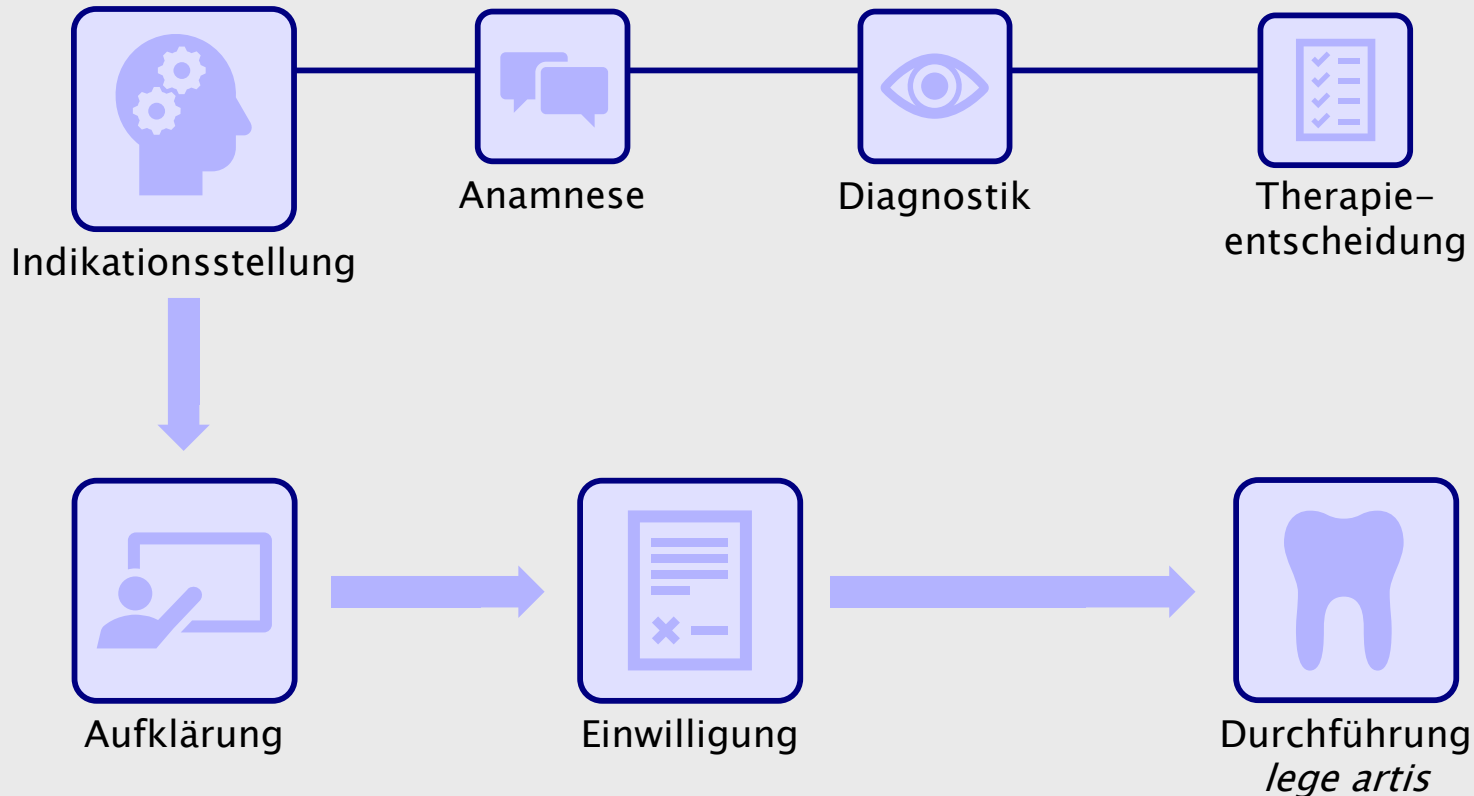 Anamnese
Diagnostik
Therapie-
entscheidung
Indikationsstellung
Aufklärung
Einwilligung
Durchführung
lege artis